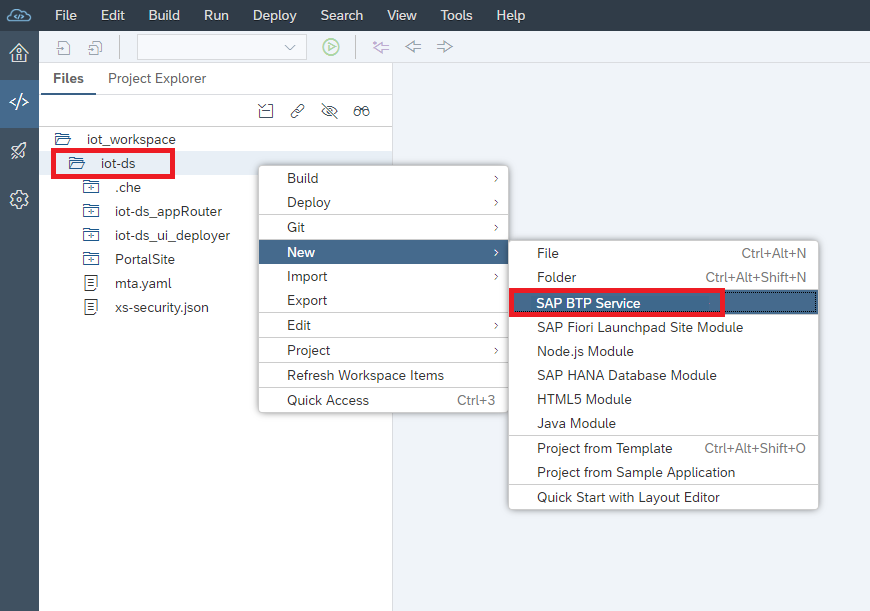 File Edit Build Run Deploy Search View Tools Help
Files Project Explorer
iot_workspace
iot-ds
.che
iot-ds_appRouter
iot-ds_ui_deployer
PortalSite
mta.yaml
xs-security.json
Build
Deploy
Git
New
Import
Export
Edit
Project
Refresh Workspace Items
Quick Access Ctrl+3
File Ctrl+Alt+N
Folder Ctrl+Alt+Shift+N
SAP BTP Service
SAP Fiori Launchpad Site Module
Node.js Module
SAP HANA Database Module
HTML5 Module
Java Module
Project from Template Ctrl+Alt+Shift+O
Project from Sample Application
Quick Start with Layout Editor